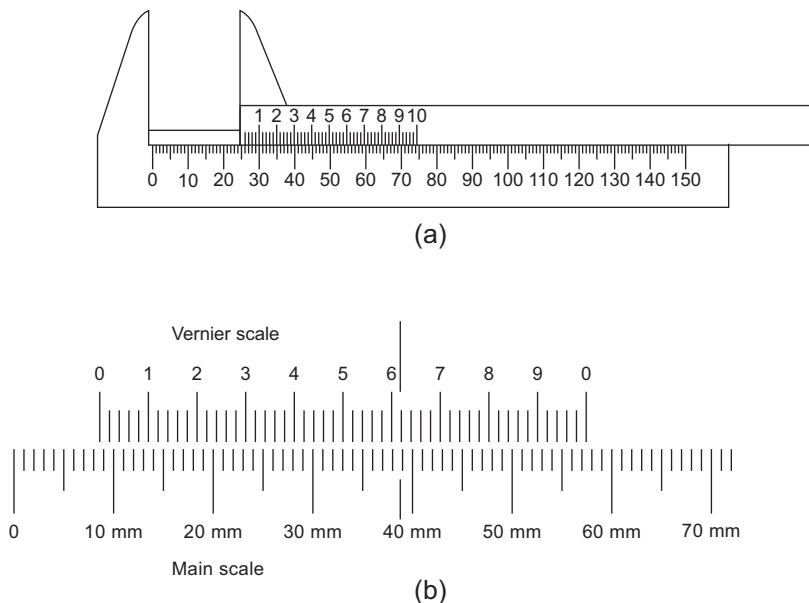 1 2 3 4 5 6 7 8 9 10
0 10 20 30 40 50 60 70 80 90 100 110 120 130 140 150
(a)
Vernier scale
0 1 2 3 4 5 6 7 8 9 0
0 10 mm 20 mm 30 mm 40 mm 50 mm 60 mm 70 mm
Main scale
(b)